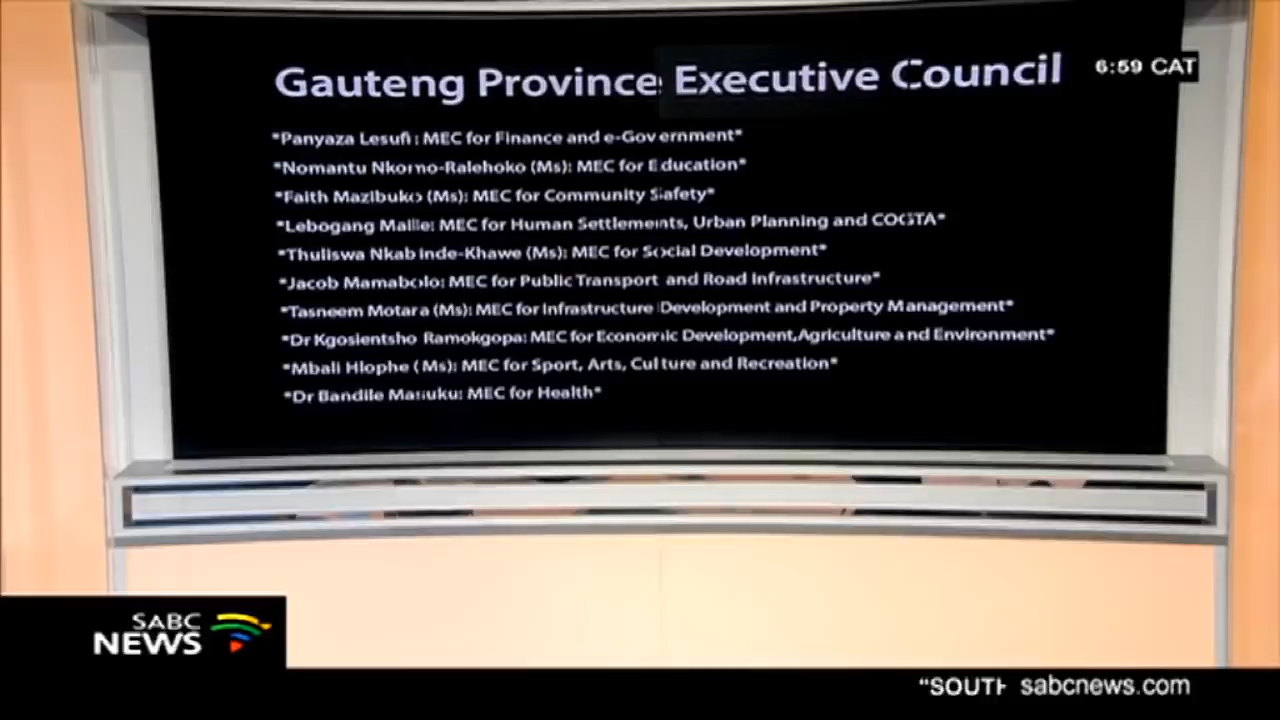 Gauteng Province Executive Council
6:59 CAT
*Panyaza Lesufi : MEC for Finance and e-Government*
*Nomantu Nkomo-Ralehoko (Ms): MEC for Education*
*Faith Mazibuko (Ms): MEC for Community Safety*
*Lebogang Maile: MEC for Human Settlements, Urban Planning and COGTA*
*Thuliswa Nkabinde-Khawe (Ms): MEC for Social Development*
*Jacob Mamabolo: MEC for Public Transport and Road Infrastructure*
*Tasneem Motara (Ms): MEC for Infrastructure Development and Property Management*
*Dr Kgosientsho Ramokgopa: MEC for Economic Development,Agriculture and Environment*
*Mbali Hlophe (Ms): MEC for Sport, Arts, Culture and Recreation*
*Dr Bandile Masuku: MEC for Health*
SABC
NEWS
"SOUTH sabcnews.com